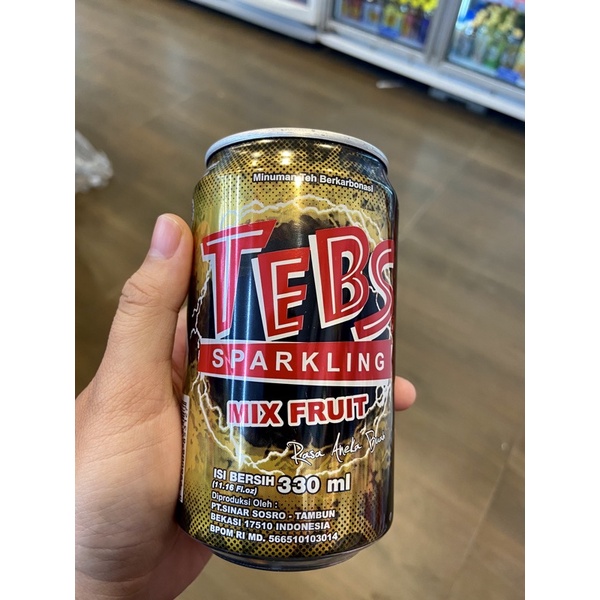 Minuman Teh Berkarbonasi
TEBS
SPARKLING
MIX FRUIT
Rasa Aneka
ISI BERSIH 330 ml
(11.16 Fl.oz)
Diproduksi Oleh :
PT.SINAR SOSRO - TAMBUN
BEKASI 17510 INDONESIA
BPOM RI MD. 566510103014